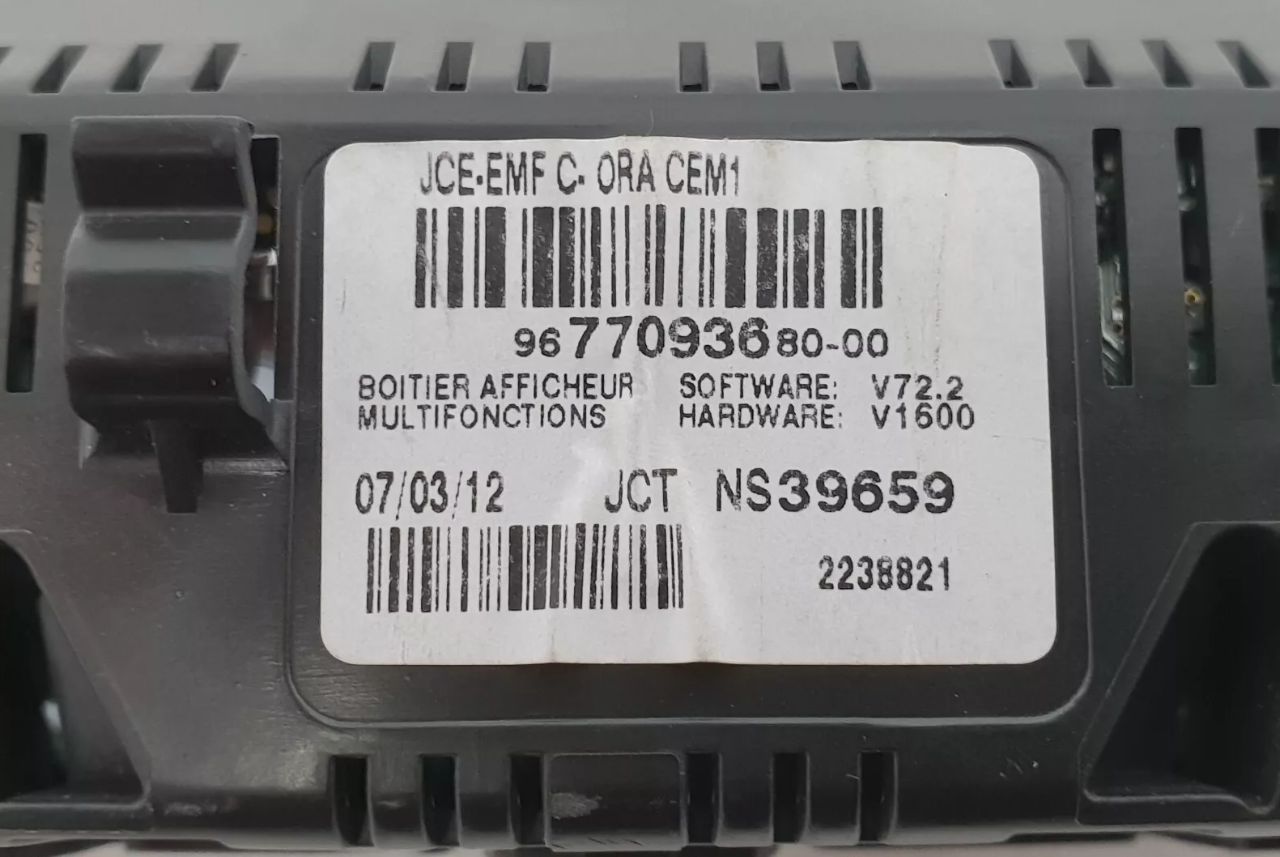 JCE-EMF C- ORA CEM1
9677093680-00
BOITIER AFFICHEUR SOFTWARE: V72.2
MULTIFONCTIONS HARDWARE: V1600
07/03/12 JCT NS39659
2238821